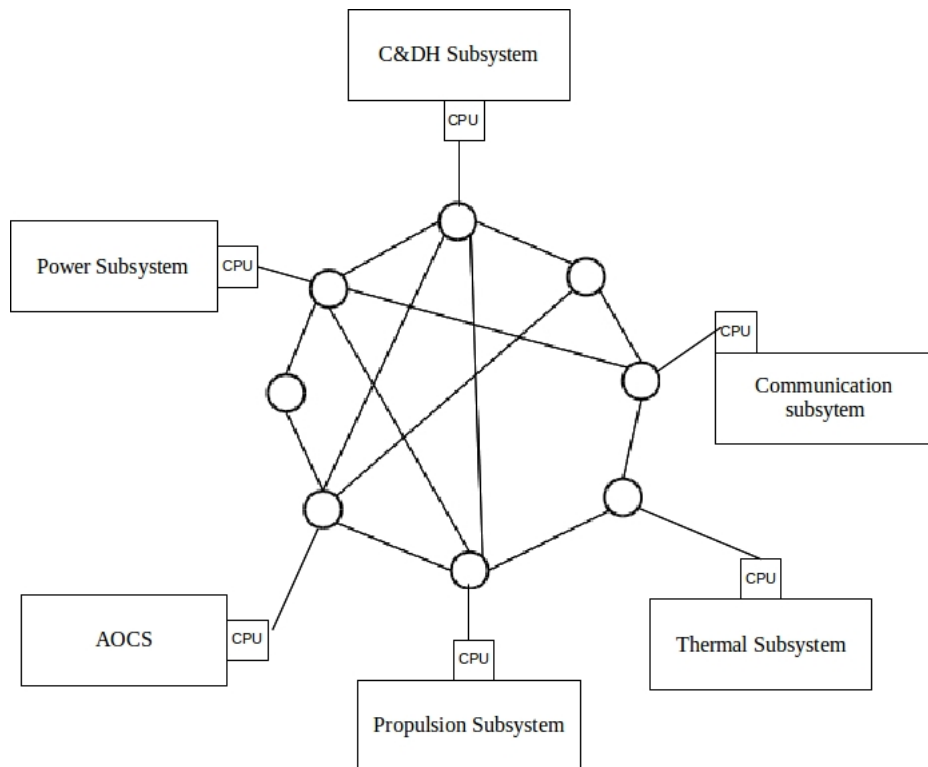 C&DH Subsystem
CPU
Power Subsystem
CPU
CPU
Communication
subsytem
CPU
Thermal Subsystem
AOCS
CPU
CPU
Propulsion Subsystem